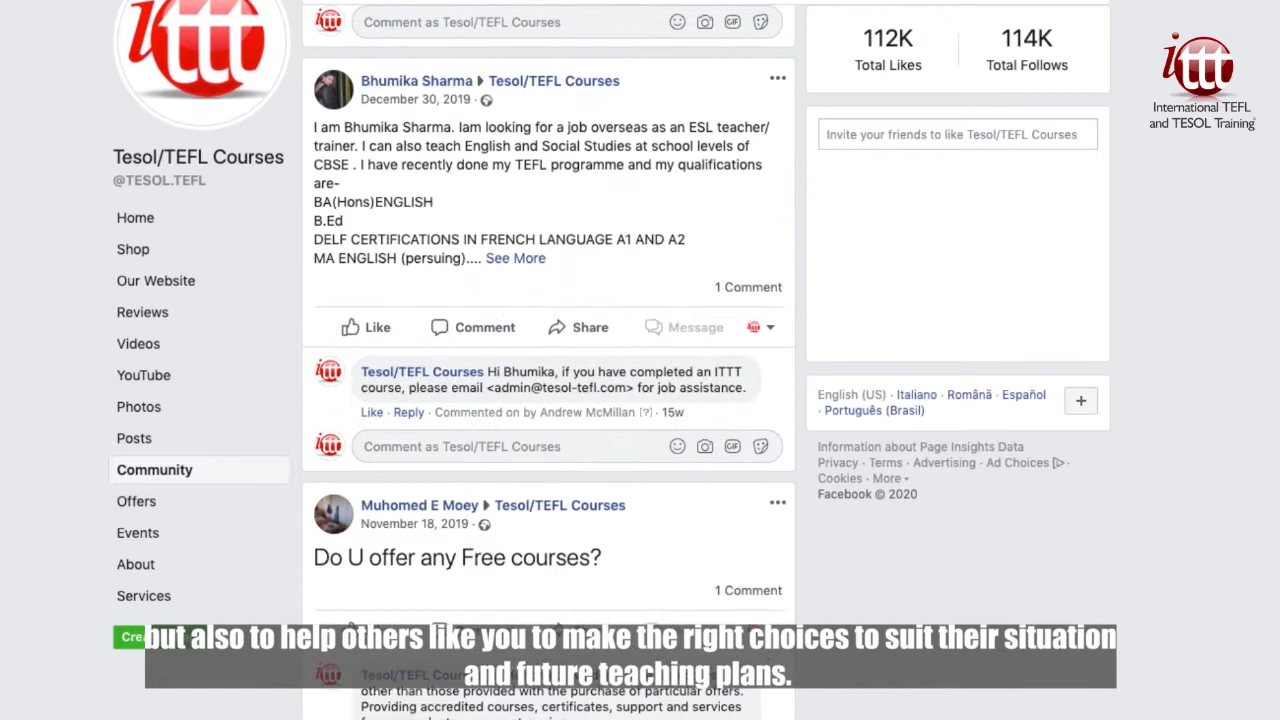 ittt
Comment as Tesol/TEFL Courses
GIF
112K
Total Likes
114K
Total Follows
ittt
International TEFL
and TESOL Training
Bhumika Sharma Tesol/TEFL Courses
December 30, 2019 ·
Invite your friends to like Tesol/TEFL Courses
I am Bhumika Sharma. Iam looking for a job overseas as an ESL teacher/
trainer. I can also teach English and Social Studies at school levels of
CBSE . I have recently done my TEFL programme and my qualifications
are-
BA(Hons)ENGLISH
B.Ed
DELF CERTIFICATIONS IN FRENCH LANGUAGE A1 AND A2
MA ENGLISH (persuing).... See More
1 Comment
Like Comment Share Message
Tesol/TEFL Courses
@TESOL.TEFL
Home
Shop
Our Website
Reviews
Videos
YouTube
Photos
Posts
Community
Offers
Events
About
Services
Cre
Tesol/TEFL Courses Hi Bhumika, if you have completed an ITTT
course, please email <admin@tesol-tefl.com> for job assistance.
Like · Reply · Commented on by Andrew McMillan [?] · 15w
Comment as Tesol/TEFL Courses
GIF
English (US) · Italiano · Română · Español
· Português (Brasil)
Information about Page Insights Data
Privacy · Terms · Advertising · Ad Choices ·
Cookies · More
Facebook © 2020
Muhomed E Moey Tesol/TEFL Courses
November 18, 2019 ·
Do U offer any Free courses?
1 Comment
but also to help others like you to make the right choices to suit their situation
and future teaching plans.
other than those provided with the purchase of particular offers.
Providing accredited courses, certificates, support and services